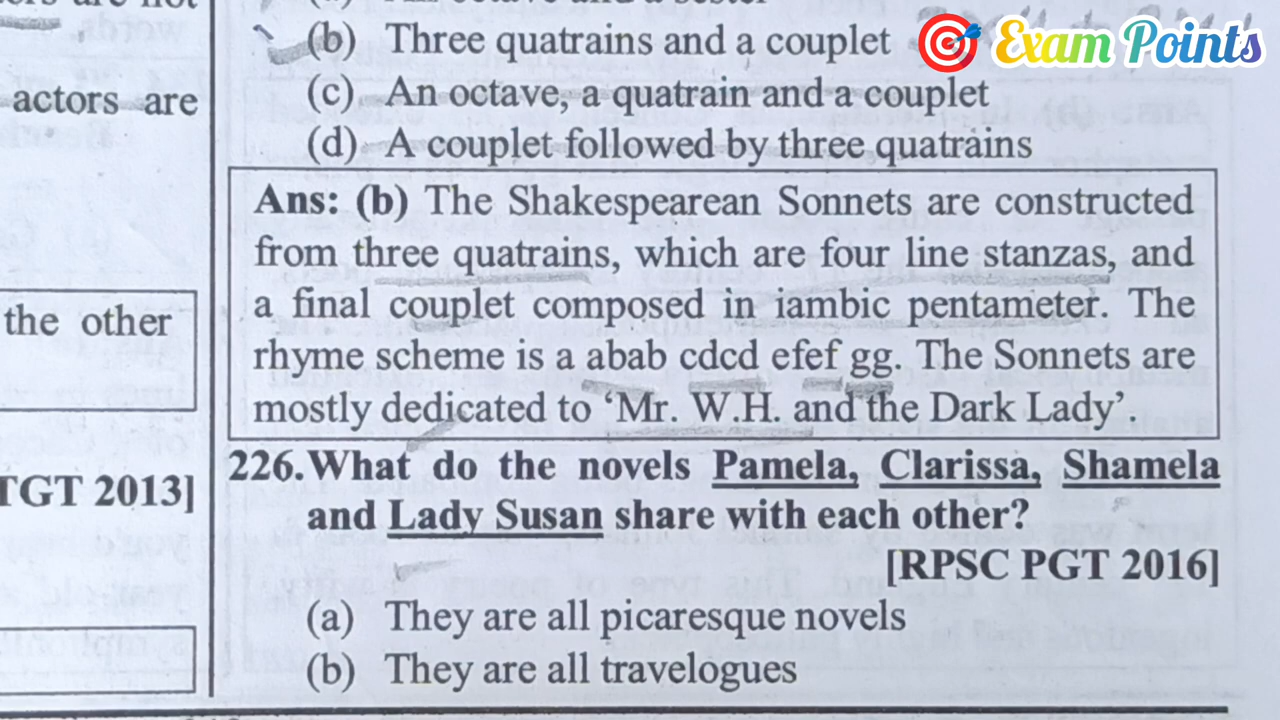 (b) Three quatrains and a couplet
Exam Points
actors are
(c) An octave, a quatrain and a couplet
(d) A couplet followed by three quatrains
Ans: (b) The Shakespearean Sonnets are constructed
from three quatrains, which are four line stanzas, and
a final couplet composed in iambic pentameter. The
rhyme scheme is a abab cdcd efef gg. The Sonnets are
mostly dedicated to ‘Mr. W.H. and the Dark Lady’.
the other
TGT 2013]
226. What do the novels Pamela, Clarissa, Shamela
and Lady Susan share with each other?
[RPSC PGT 2016]
(a) They are all picaresque novels
(b) They are all travelogues